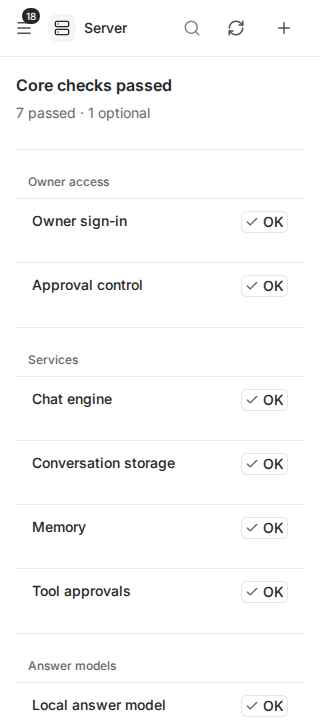 18
Server
Core checks passed
7 passed · 1 optional
Owner access
Owner sign-in
OK
Approval control
OK
Services
Chat engine
OK
Conversation storage
OK
Memory
OK
Tool approvals
OK
Answer models
Local answer model
OK